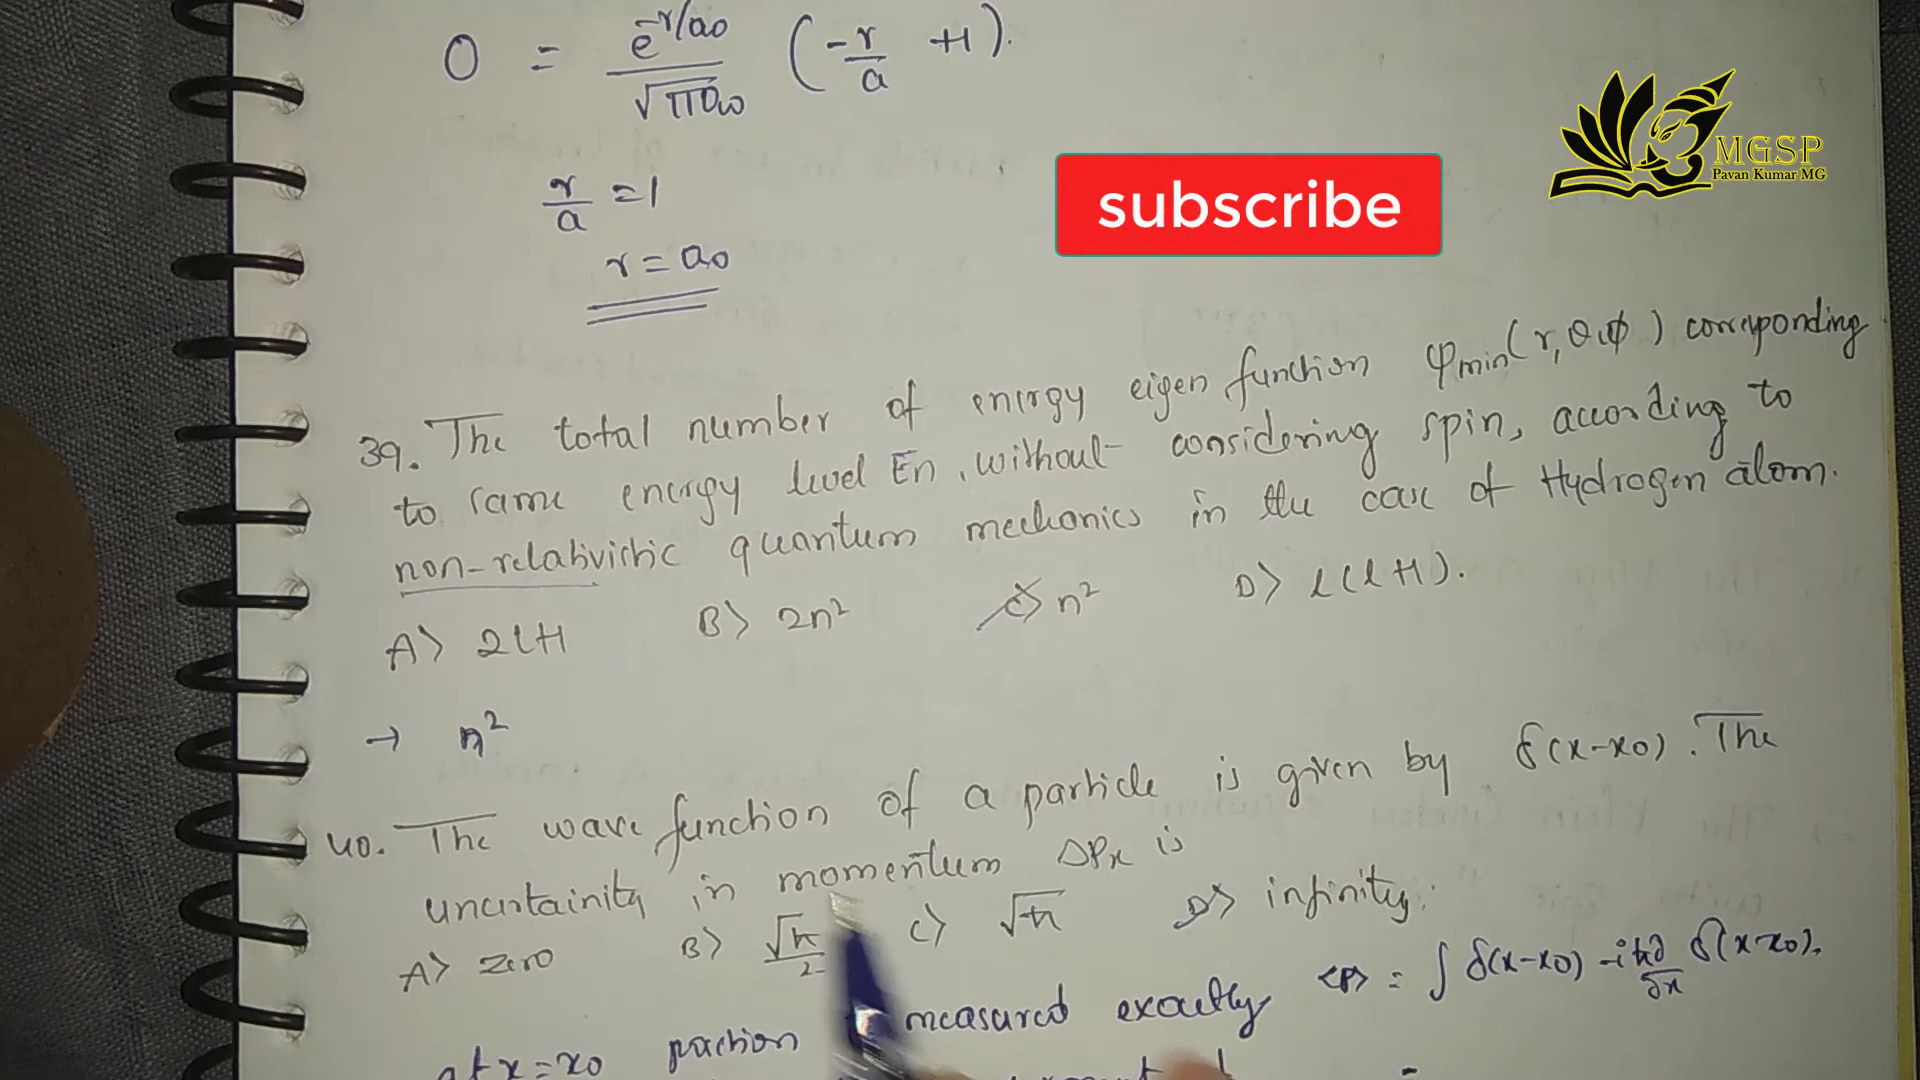 0 = e^-r/a0 / √πa0 (-r/a +1).
MGSP
Pavan Kumar MG
subscribe
r/a =1
r = a0
39. The total number of energy eigen function φmin(r,θ,φ) corresponding
to same energy level En, without considering spin, according to
non-relativistic quantum mechanics in the case of Hydrogen atom.
A> 2l+1 B> 2n² C> n² D> l(l+1).
→ n²
40. The wave function of a particle is given by δ(x-x0). The
uncertainity in momentum ΔPx is
A> zero B> √ħ/2 C> √ħ D> infinity.
<P> = ∫ δ(x-x0) -iħ∂/∂x δ(x-x0).
at x=x0 measured exactly